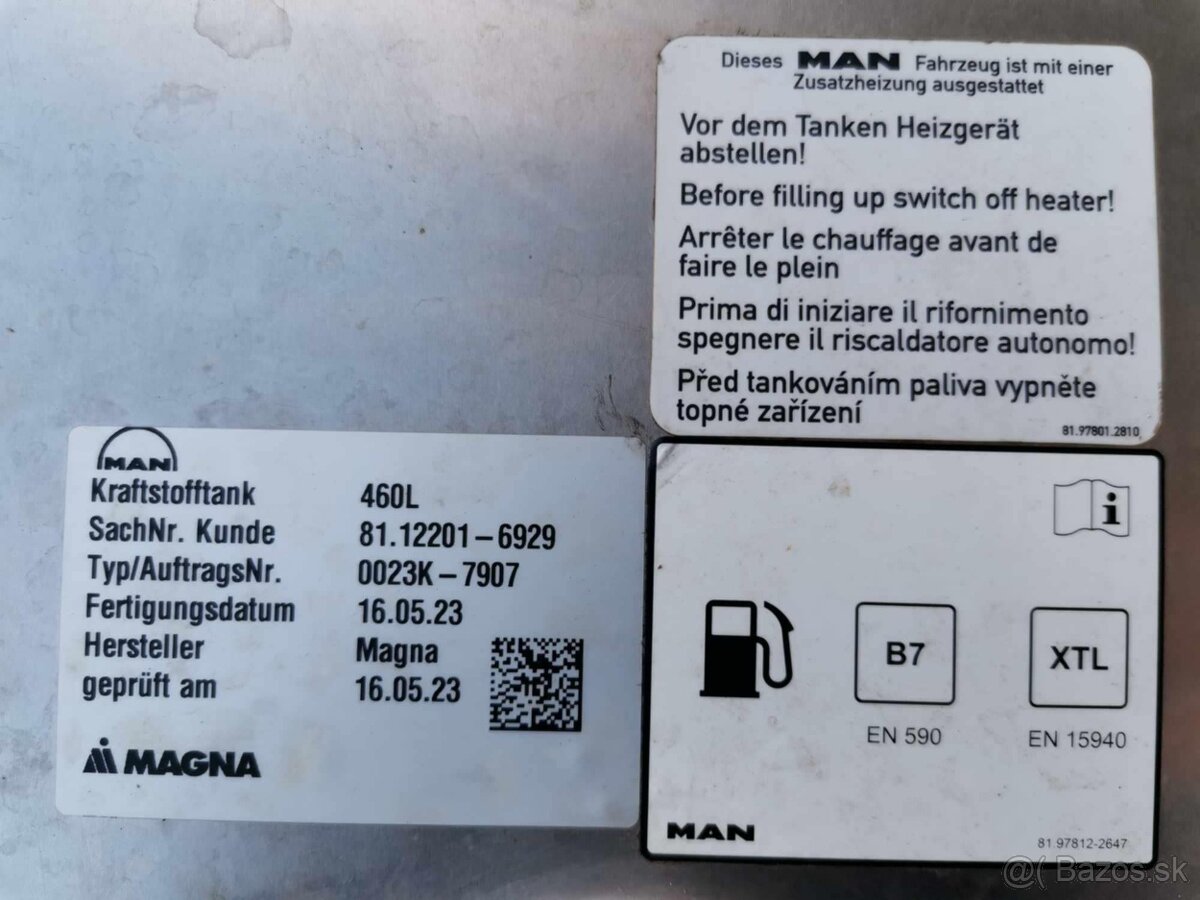 Dieses MAN Fahrzeug ist mit einer
Zusatzheizung ausgestattet
Vor dem Tanken Heizgerät
abstellen!
Before filling up switch off heater!
Arrêter le chauffage avant de
faire le plein
Prima di iniziare il rifornimento
spegnere il riscaldatore autonomo!
Před tankováním paliva vypněte
topné zařízení
81.97801.2810
MAN
Kraftstofftank 460L
SachNr. Kunde 81.12201-6929
Typ/AuftragsNr. 0023K-7907
Fertigungsdatum 16.05.23
Hersteller Magna
geprüft am 16.05.23
MAGNA
i
B7
XTL
EN 590
EN 15940
MAN
81.97812-2647
@( Bazos.sk